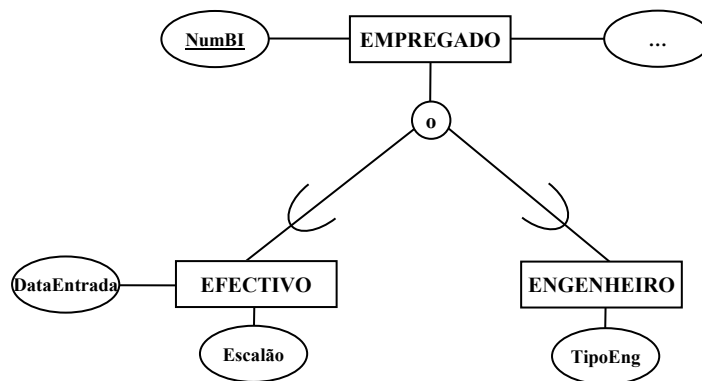 NumBI
EMPREGADO
...
o
DataEntrada
EFECTIVO
ENGENHEIRO
Escalão
TipoEng